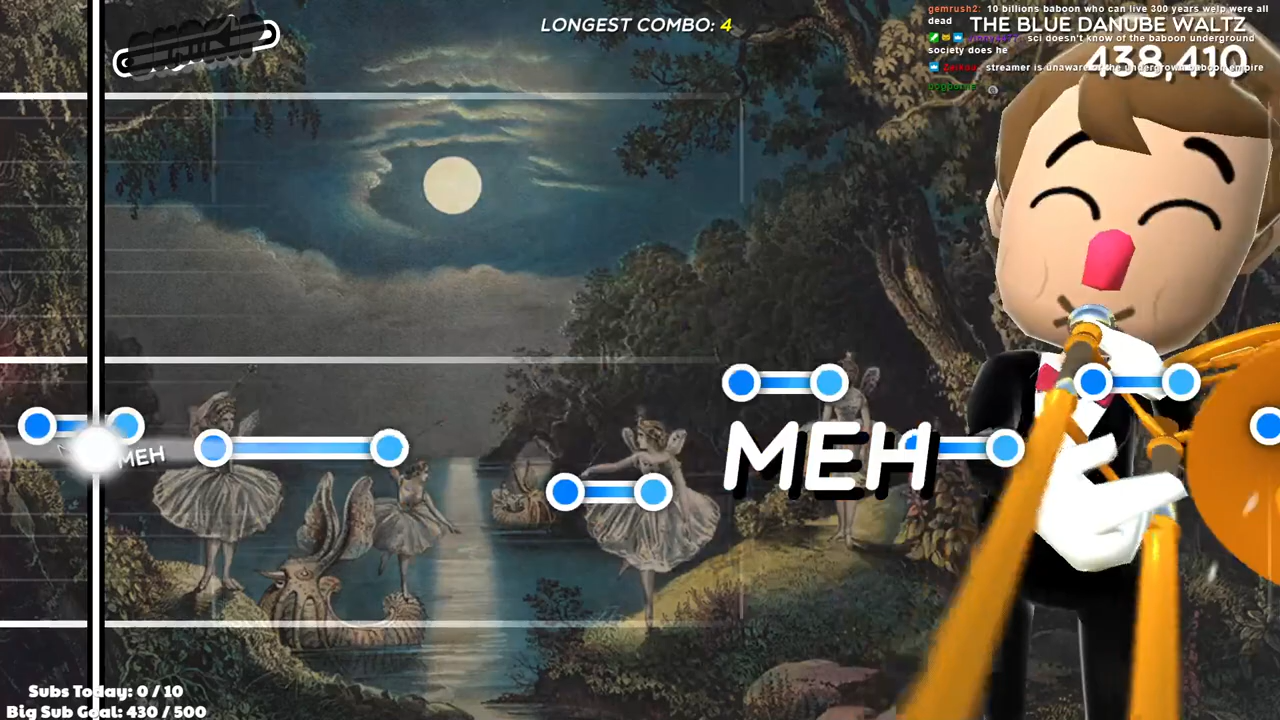 LONGEST COMBO: 4
gemrush2: 10 billions baboon who can live 300 years welp were all
dead
THE BLUE DANUBE WALTZ
sci doesn't know of the baboon underground
society does he
438,410
streamer is unaware of the undergrown baboon empire
MEH
MEH
Subs Today: 0 / 10
Big Sub Goal: 430 / 500